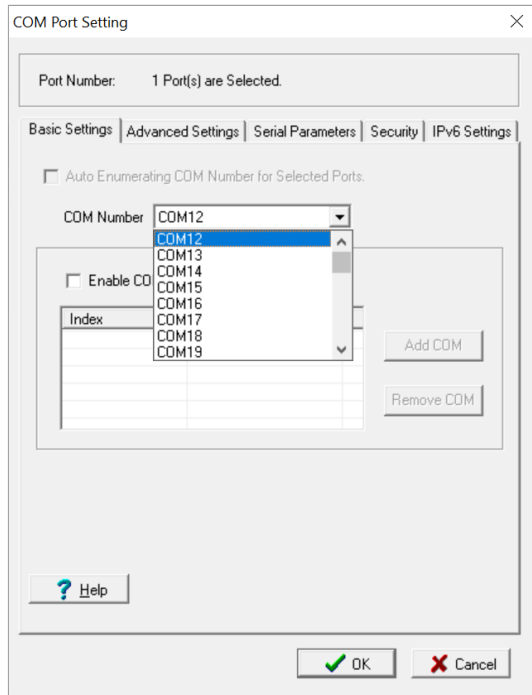 COM Port Setting
Port Number: 1 Port(s) are Selected.
Basic Settings Advanced Settings Serial Parameters Security IPv6 Settings
Auto Enumerating COM Number for Selected Ports.
COM Number COM12
COM12
COM13
COM14
COM15
COM16
COM17
COM18
COM19
Enable CO
Index
Add COM
Remove COM
Help
OK Cancel